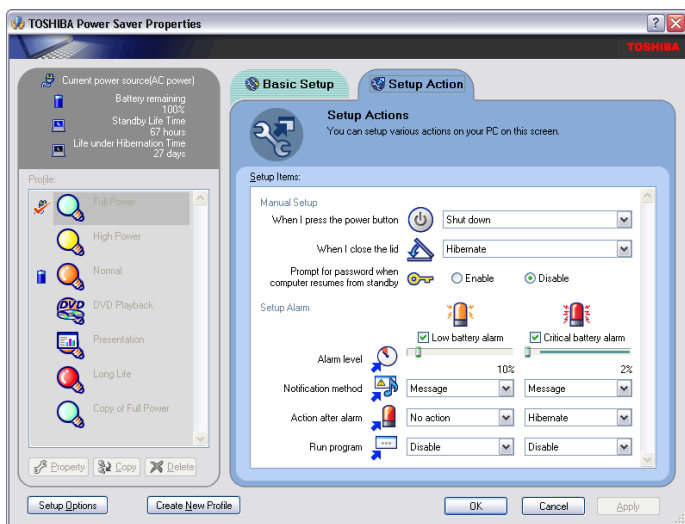 TOSHIBA Power Saver Properties
TOSHIBA
Current power source(AC power)
Battery remaining
100%
Standby Life Time
67 hours
Life under Hibernation Time
27 days
Profile:
Full Power
High Power
Normal
DVD
DVD Playback
Presentation
Long Life
Copy of Full Power
Property
Copy
Delete
Setup Options
Create New Profile
Basic Setup
Setup Action
Setup Actions
You can setup various actions on your PC on this screen.
Setup Items:
Manual Setup
When I press the power button
Shut down
When I close the lid
Hibernate
Prompt for password when
computer resumes from standby
Enable
Disable
Setup Alarm
Low battery alarm
Critical battery alarm
Alarm level
10%
2%
Notification method
Message
Message
Action after alarm
No action
Hibernate
Run program
Disable
Disable
OK
Cancel
Apply